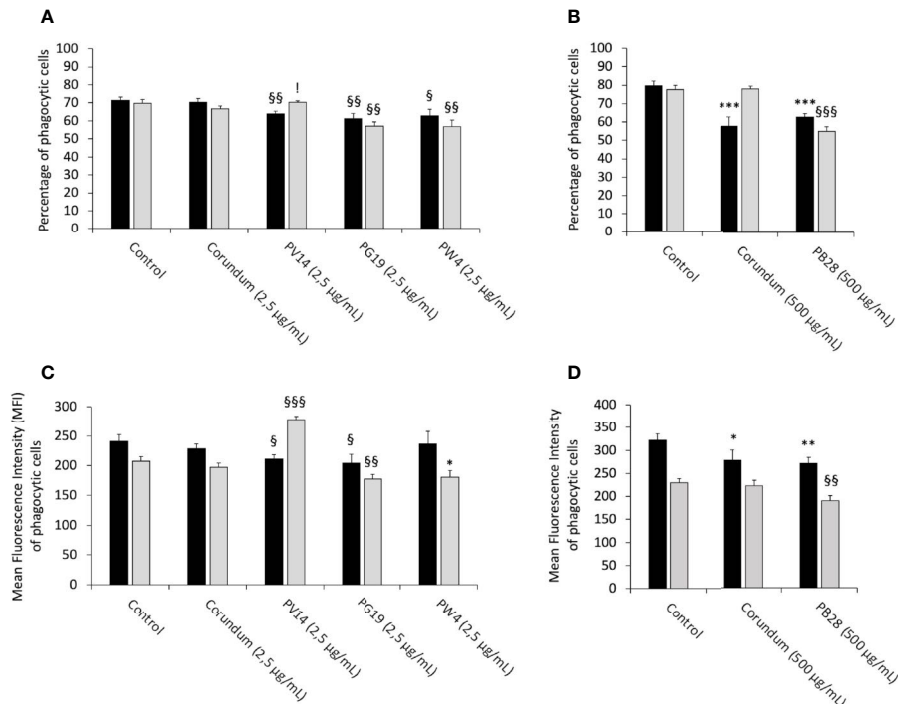 A
Percentage of phagocytic cells
100
90
80
70
60
50
40
30
20
10
0
§§
!
§§
§§
§
§§
Control
Corundum (2,5 µg/mL)
PV14 (2,5 µg/mL)
PG19 (2,5 µg/mL)
PW4 (2,5 µg/mL)
B
Percentage of phagocytic cells
100
90
80
70
60
50
40
30
20
10
0
***
***
§§§
Control
Corundum (500 µg/mL)
PB28 (500 µg/mL)
C
Mean Fluorescence Intensity (MFI)
of phagocytic cells
300
250
200
150
100
50
0
§
§§§
§
§§
*
Control
Corundum (2,5 µg/mL)
PV14 (2,5 µg/mL)
PG19 (2,5 µg/mL)
PW4 (2,5 µg/mL)
D
Mean Fluorescence Intensity
of phagocytic cells
400
350
300
250
200
150
100
50
0
*
**
§§
Control
Corundum (500 µg/mL)
PB28 (500 µg/mL)